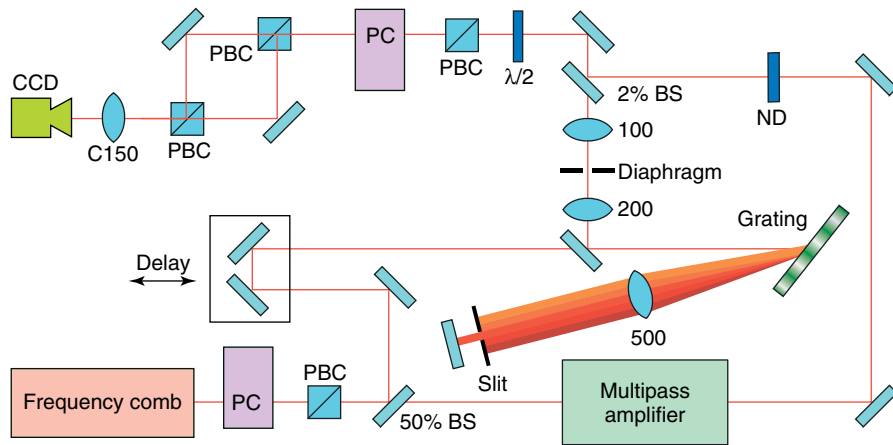 PC
PBC
PBC
λ/2
CCD
2% BS
ND
C150
PBC
100
Diaphragm
200
Grating
Delay
500
Slit
PBC
Frequency comb
PC
50% BS
Multipass
amplifier